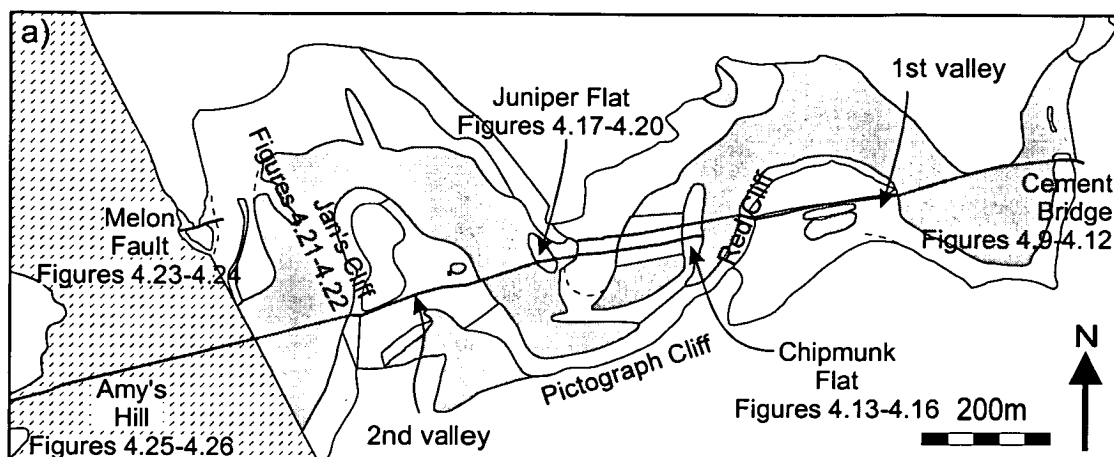 a)
1st valley
Juniper Flat
Figures 4.17-4.20
Figures 4.21-4.22
Jan's Cliff
Red Cliff
Melon
Fault
Figures 4.23-4.24
Cement
Bridge
Figures 4.9-4.12
Pictograph Cliff
Chipmunk
Flat
Figures 4.13-4.16
N
200m
Amy's
Hill
Figures 4.25-4.26
2nd valley